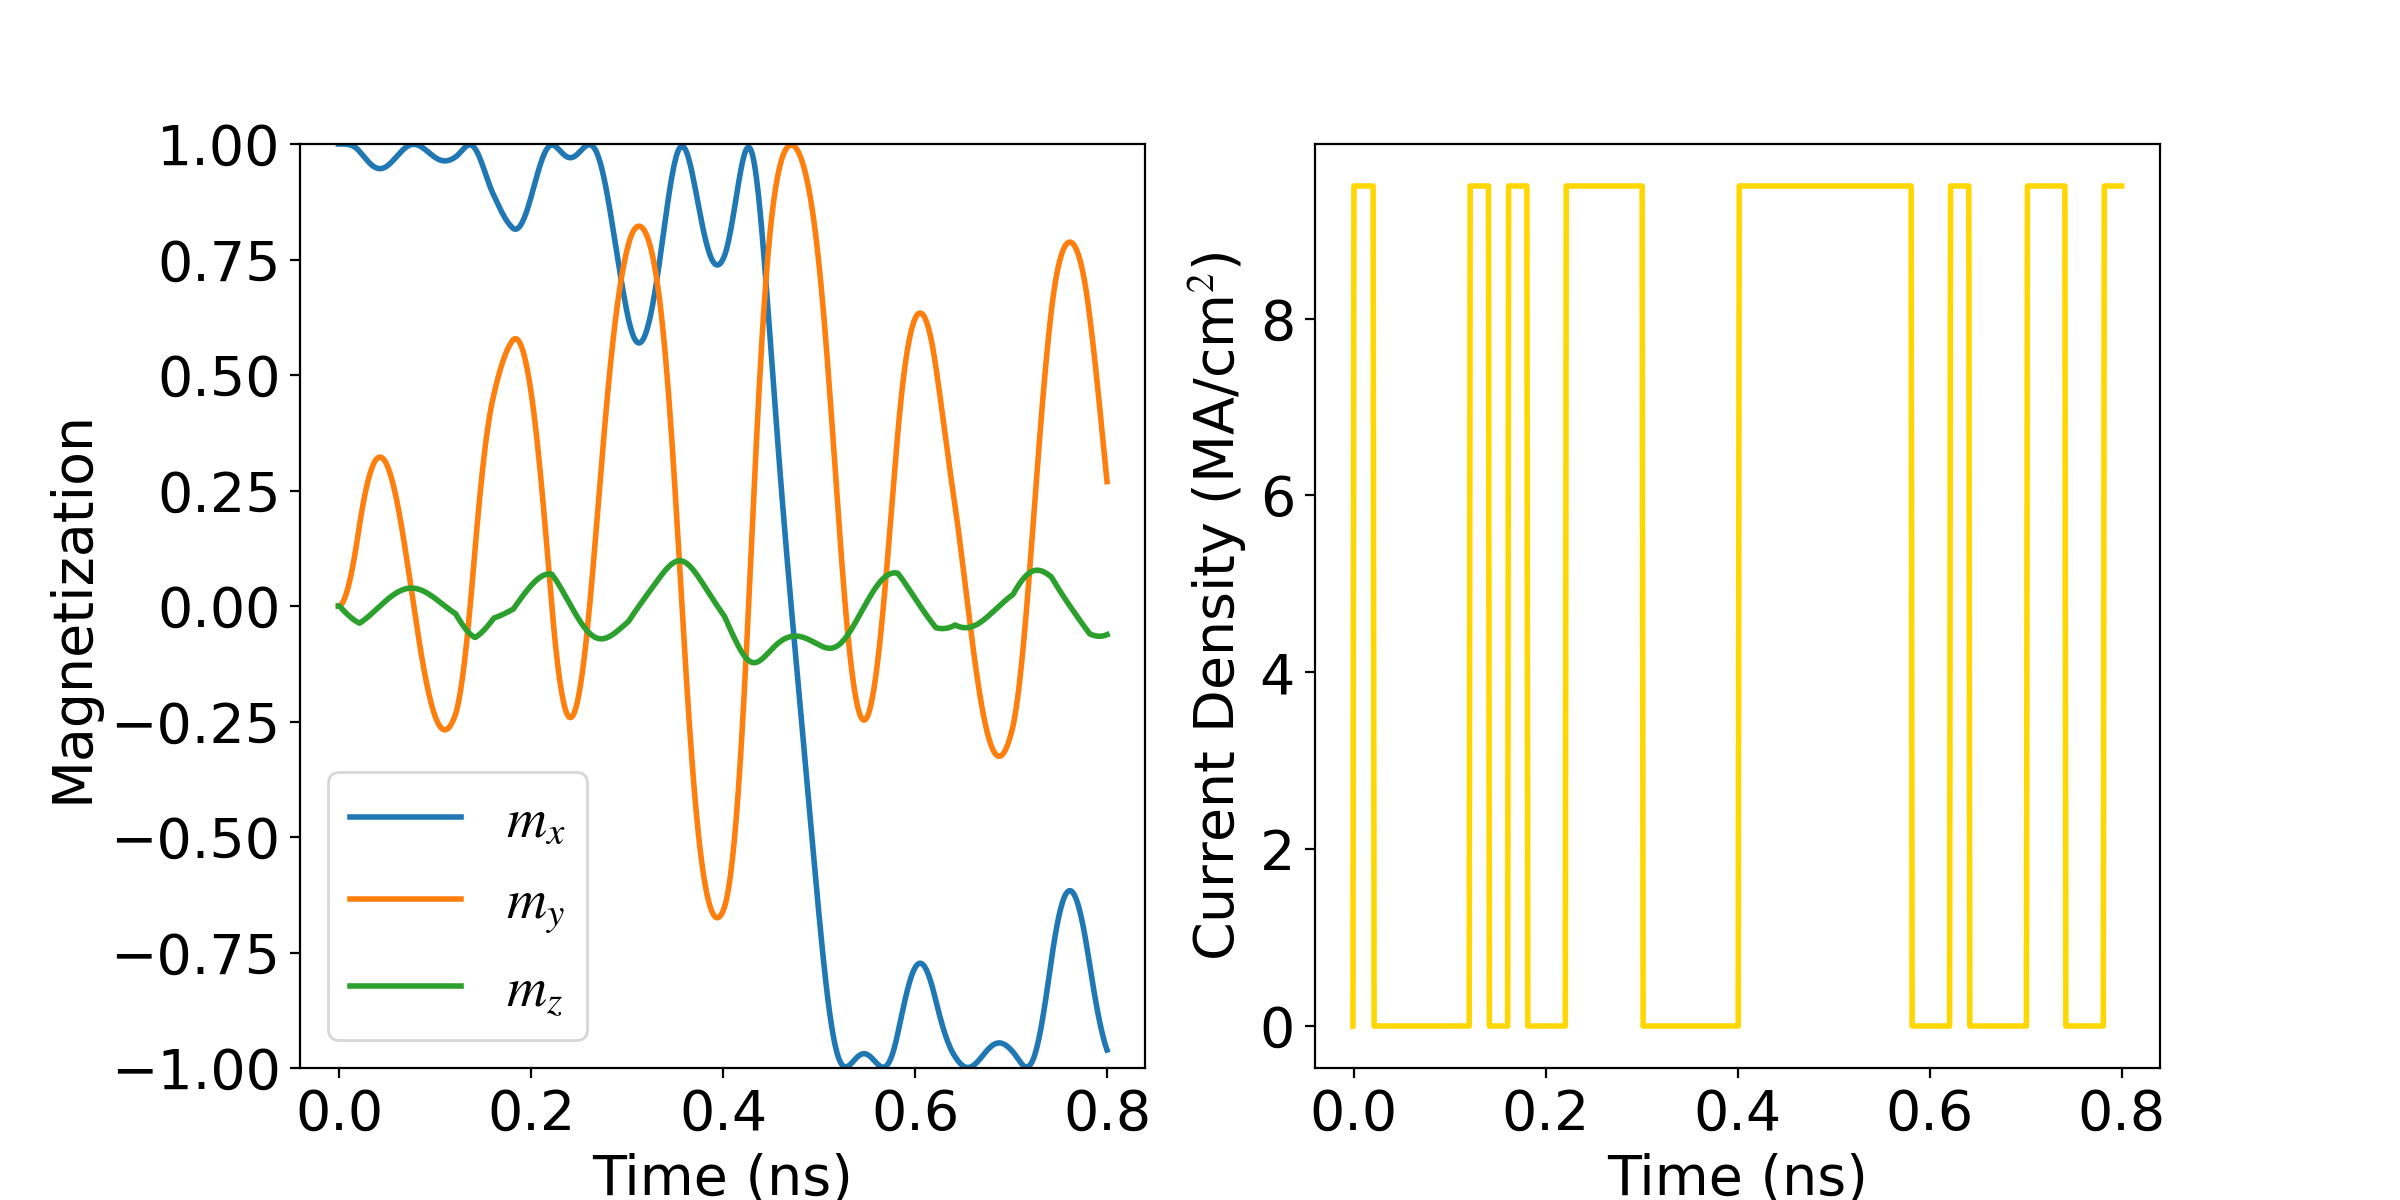 1.00
0.75
0.50
0.25
0.00
−0.25
−0.50
−0.75
−1.00
Magnetization
0.0 0.2 0.4 0.6 0.8
Time (ns)
m_x
m_y
m_z
8
6
4
2
0
Current Density (MA/cm²)
0.0 0.2 0.4 0.6 0.8
Time (ns)